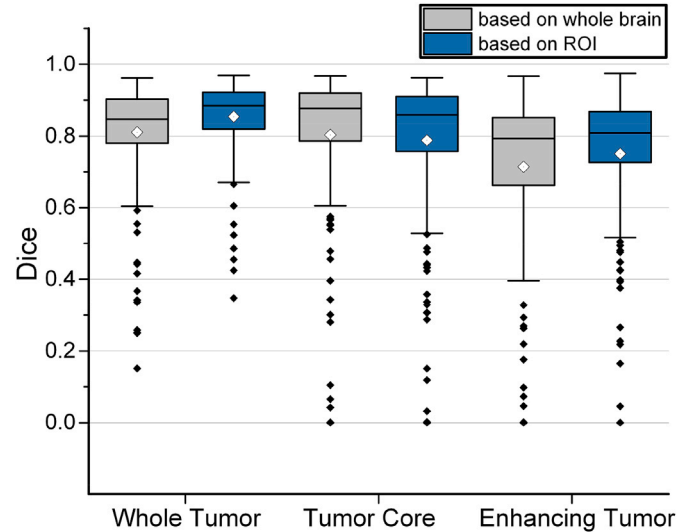 based on whole brain
based on ROI
1.0
0.8
0.6
0.4
0.2
0.0
Dice
Whole Tumor
Tumor Core
Enhancing Tumor